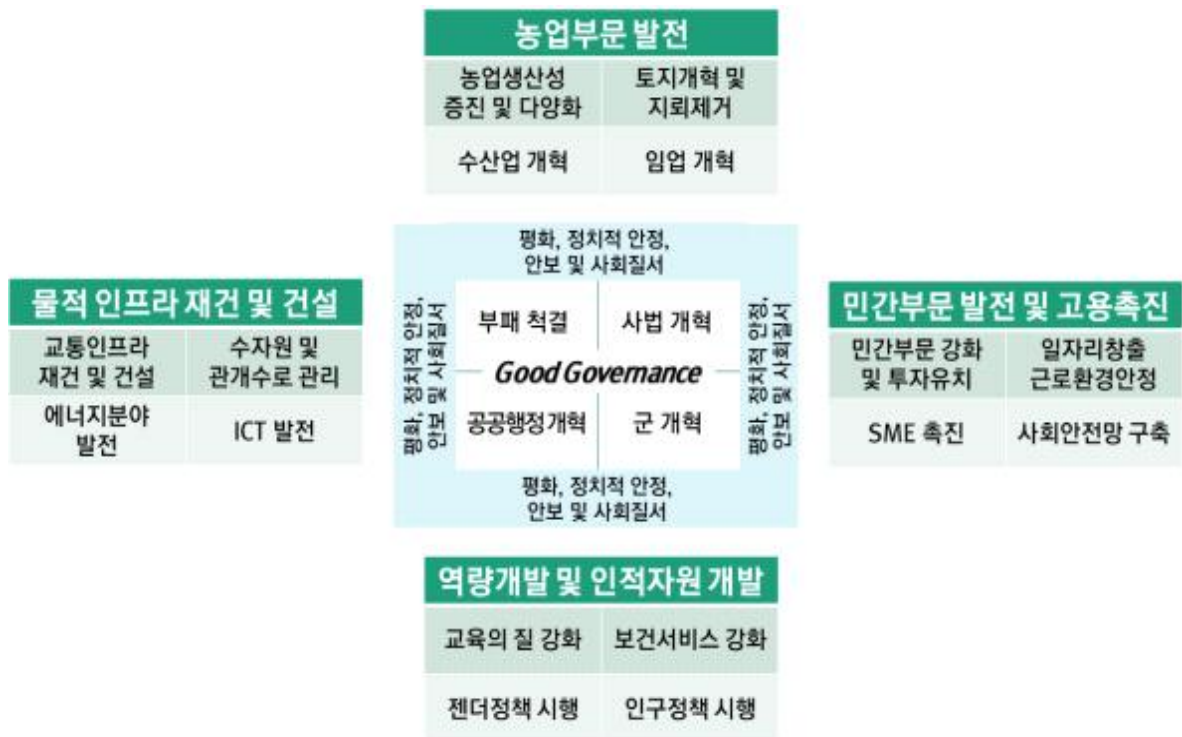 농업부문 발전
농업생산성
증진 및 다양화
토지개혁 및
지뢰제거
수산업 개혁
임업 개혁
물적 인프라 재건 및 건설
교통인프라
재건 및 건설
수자원 및
관개수로 관리
에너지분야
발전
ICT 발전
평화, 정치적 안정,
안보 및 사회질서
평화, 정치적 안정,
안보 및 사회질서
부패 척결
사법 개혁
Good Governance
공공행정개혁
군 개혁
평화, 정치적 안정,
안보 및 사회질서
평화, 정치적 안정,
안보 및 사회질서
민간부문 발전 및 고용촉진
민간부문 강화
및 투자유치
일자리창출
근로환경안정
SME 촉진
사회안전망 구축
역량개발 및 인적자원 개발
교육의 질 강화
보건서비스 강화
젠더정책 시행
인구정책 시행